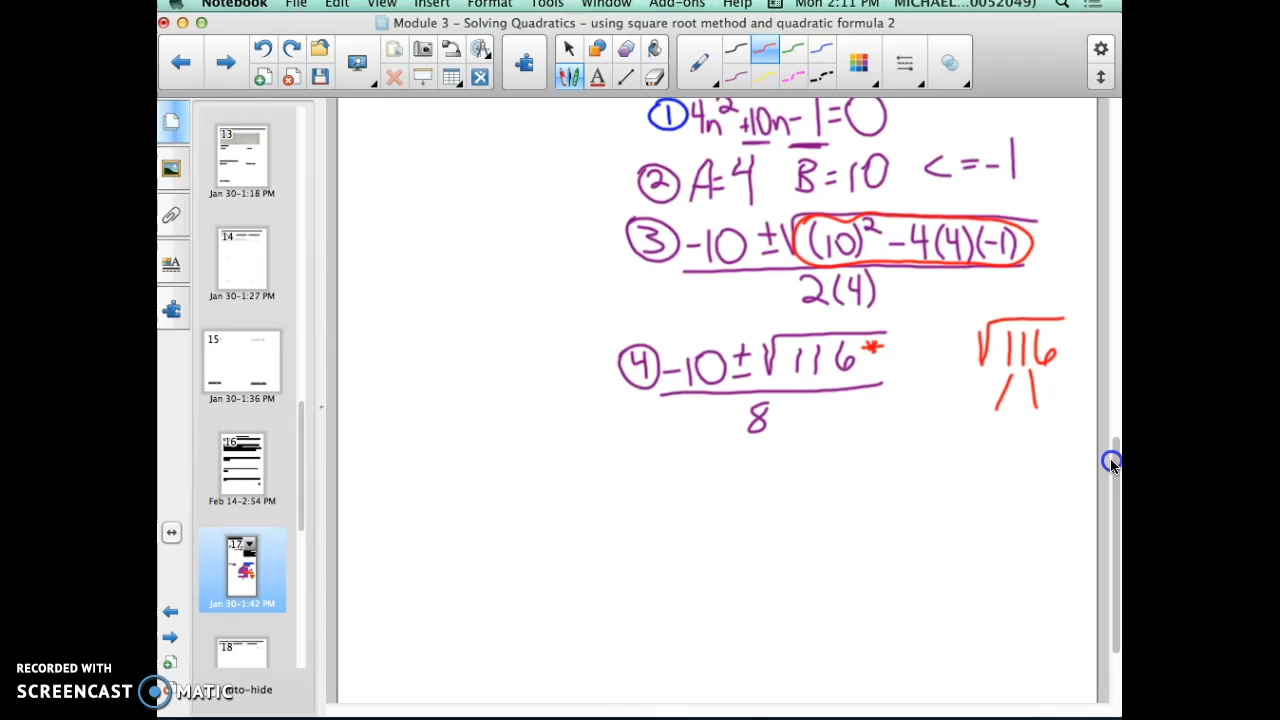 Notebook File Edit View Insert Format Tools Window Add-ons Help Mon 2:11 PM MICHAEL...0052049)
Module 3 - Solving Quadratics - using square root method and quadratic formula 2
13
Jan 30-1:18 PM
14
Jan 30-1:27 PM
15
Jan 30-1:36 PM
16
Feb 14-2:54 PM
17
Jan 30-1:42 PM
18
① 4n² +10n - 1 = 0
② A=4 B=10 C=-1
③ -10 ± √(10)² - 4(4)(-1)
2(4)
④ -10 ± √116 *
8
√116
RECORDED WITH
SCREENCAST MATIC
to-hide